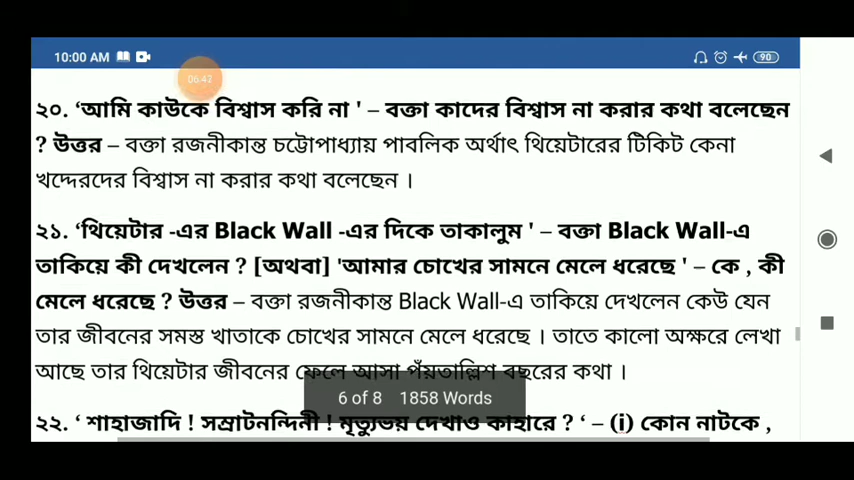 10:00 AM
90
06:42
২০. ‘আমি কাউকে বিশ্বাস করি না ' – বক্তা কাদের বিশ্বাস না করার কথা বলেছেন
? উত্তর – বক্তা রজনীকান্ত চট্টোপাধ্যায় পাবলিক অর্থাৎ থিয়েটারের টিকিট কেনা
খদ্দেরদের বিশ্বাস না করার কথা বলেছেন ।
২১. ‘থিয়েটার -এর Black Wall -এর দিকে তাকালুম ' – বক্তা Black Wall-এ
তাকিয়ে কী দেখলেন ? [অথবা] 'আমার চোখের সামনে মেলে ধরেছে ' – কে , কী
মেলে ধরেছে ? উত্তর – বক্তা রজনীকান্ত Black Wall-এ তাকিয়ে দেখলেন কেউ যেন
তার জীবনের সমস্ত খাতাকে চোখের সামনে মেলে ধরেছে । তাতে কালো অক্ষরে লেখা
আছে তার থিয়েটার জীবনের ফেলে আসা পঁয়তাল্লিশ বছরের কথা ।
6 of 8 1858 Words
২২. ‘ শাহাজাদি ! সম্রাটনন্দিনী ! মৃত্যুভয় দেখাও কাহারে ? ‘ – (i) কোন নাটকে ,